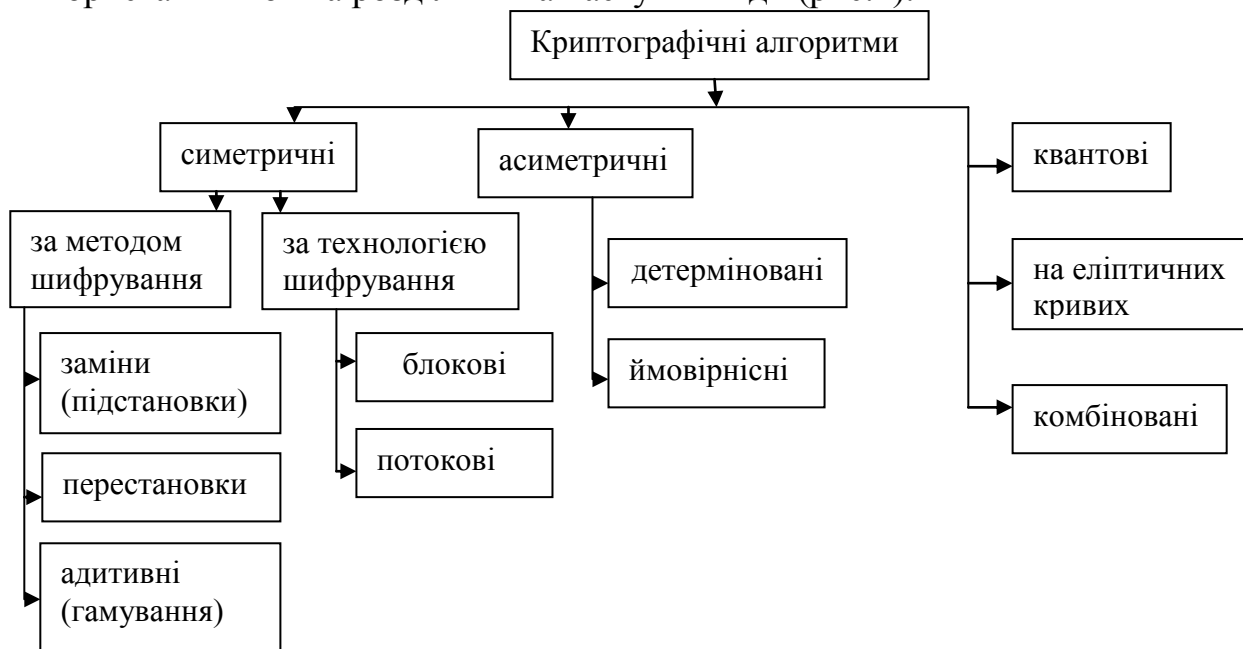 Криптографічні алгоритми
симетричні
асиметричні
квантові
за методом
шифрування
за технологією
шифрування
детерміновані
на еліптичних
кривих
заміни
(підстановки)
блокові
ймовірнісні
комбіновані
перестановки
потокові
адитивні
(гамування)